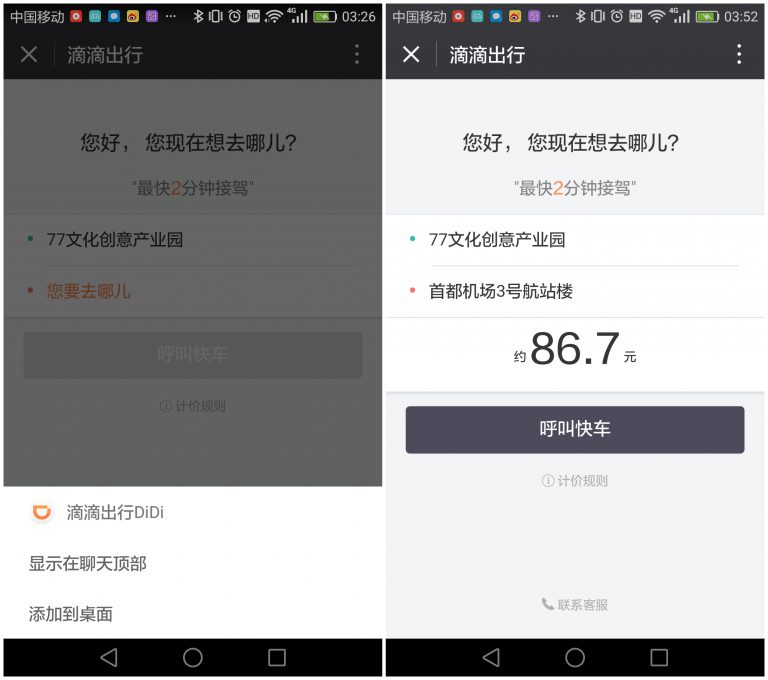 中国移动 ... HD 4G 03:26
滴滴出行
您好， 您现在想去哪儿?
"最快2分钟接驾"
77文化创意产业园
您要去哪儿
呼叫快车
计价规则
滴滴出行DiDi
显示在聊天顶部
添加到桌面
中国移动 ... HD 4G 03:52
滴滴出行
您好， 您现在想去哪儿?
"最快2分钟接驾"
77文化创意产业园
首都机场3号航站楼
约 86.7 元
呼叫快车
计价规则
联系客服